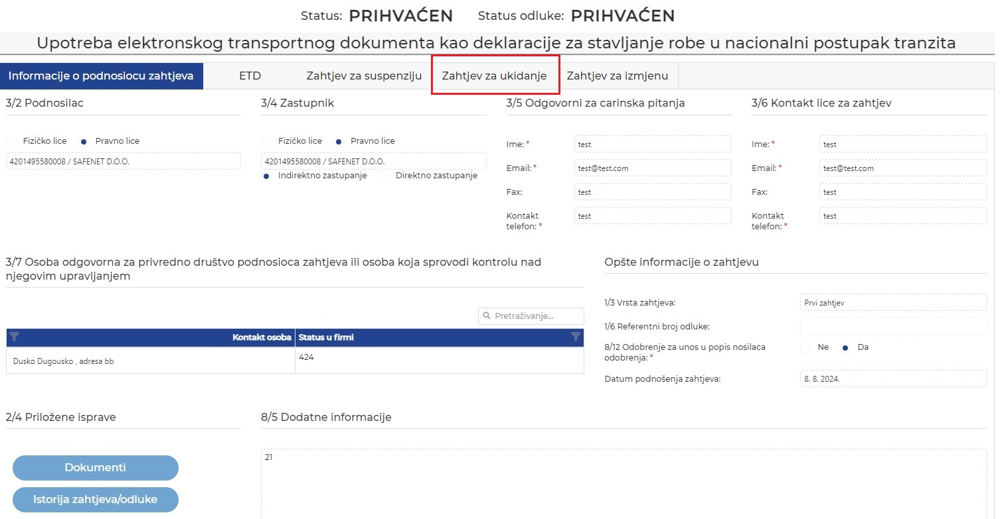 Status: PRIHVAĆEN Status odluke: PRIHVAĆEN
Upotreba elektronskog transportnog dokumenta kao deklaracije za stavljanje robe u nacionalni postupak tranzita
Informacije o podnosiocu zahtjeva ETD Zahtjev za suspenziju Zahtjev za ukidanje Zahtjev za izmjenu
3/2 Podnosilac
Fizičko lice Pravno lice
4201495580008 / SAFENET D.O.O.
3/4 Zastupnik
Fizičko lice Pravno lice
4201495580008 / SAFENET D.O.O.
Indirektno zastupanje Direktno zastupanje
3/5 Odgovorni za carinska pitanja
Ime: * test
Email: * test@test.com
Fax: test
Kontakt
telefon: * test
3/6 Kontakt lice za zahtjev
Ime: * test
Email: * test@test.com
Fax: test
Kontakt
telefon: * test
3/7 Osoba odgovorna za privredno društvo podnosioca zahtjeva ili osoba koja sprovodi kontrolu nad
njegovim upravljanjem
Pretraživanje...
Kontakt osoba Status u firmi
Dusko Dugousko , adresa bb 424
Opšte informacije o zahtjevu
1/3 Vrsta zahtjeva: Prvi zahtjev
1/6 Referentni broj odluke:
8/12 Odobrenje za unos u popis nosilaca
odobrenja: * Ne Da
Datum podnošenja zahtjeva: 8. 8. 2024.
2/4 Priložene isprave
Dokumenti
Istorija zahtjeva/odluke
8/5 Dodatne informacije
21